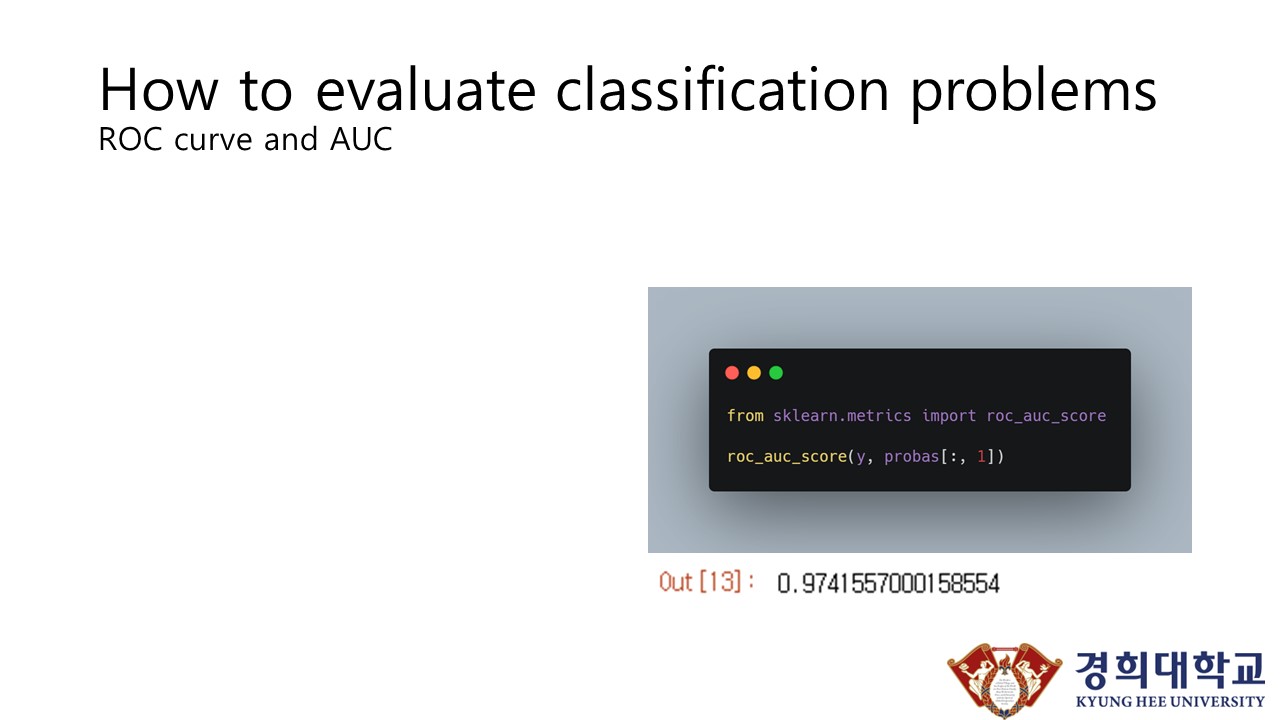 How to evaluate classification problems
ROC curve and AUC
from sklearn.metrics import roc_auc_score
roc_auc_score(y, probas[:, 1])
Out[13]: 0.9741557000158554
경희대학교
KYUNG HEE UNIVERSITY